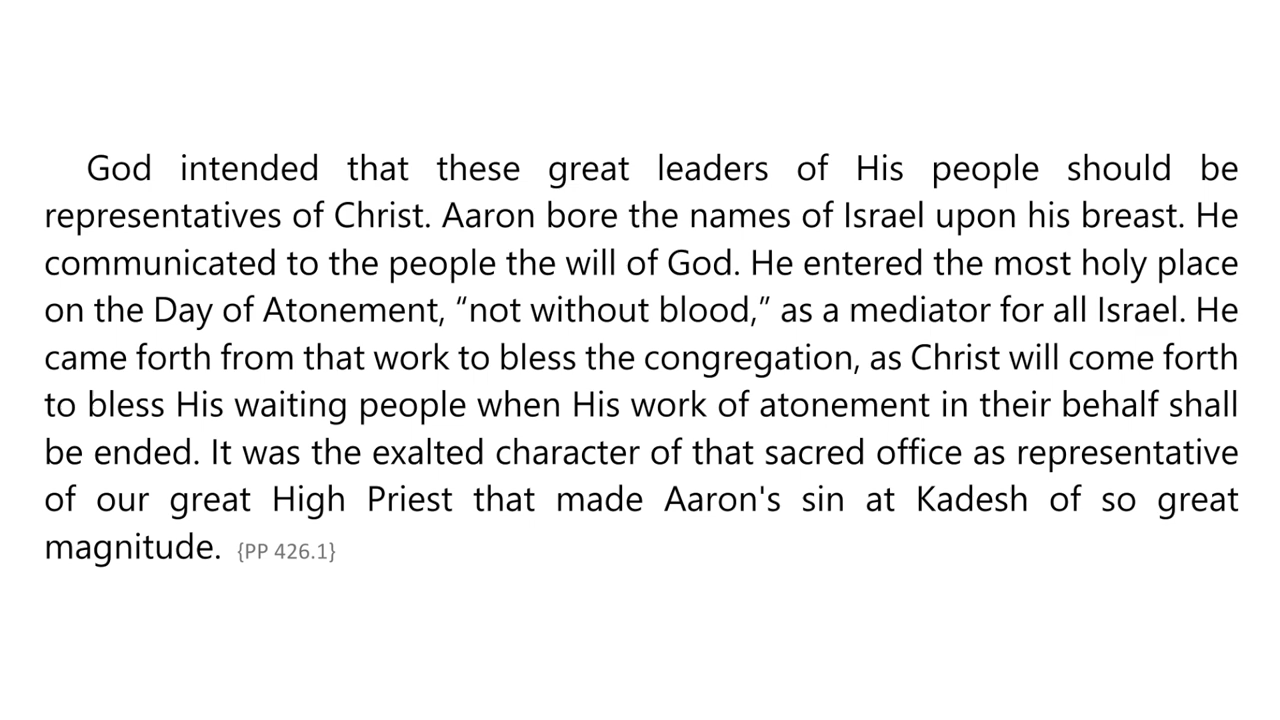 God intended that these great leaders of His people should be
representatives of Christ. Aaron bore the names of Israel upon his breast. He
communicated to the people the will of God. He entered the most holy place
on the Day of Atonement, “not without blood,” as a mediator for all Israel. He
came forth from that work to bless the congregation, as Christ will come forth
to bless His waiting people when His work of atonement in their behalf shall
be ended. It was the exalted character of that sacred office as representative
of our great High Priest that made Aaron's sin at Kadesh of so great
magnitude. {PP 426.1}